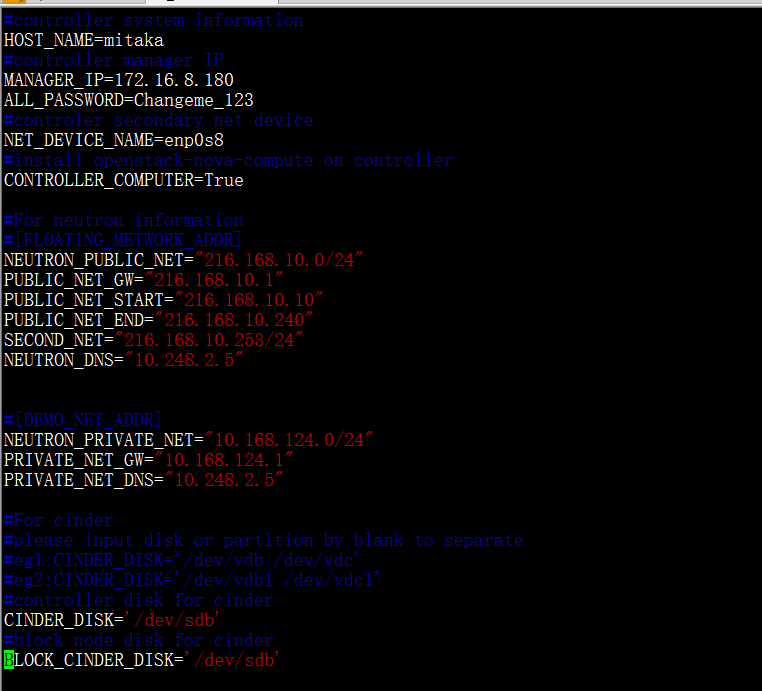 #controller system information
HOST_NAME=mitaka
#controller manager IP
MANAGER_IP=172.16.8.180
ALL_PASSWORD=Changeme_123
#controler secondary net device
NET_DEVICE_NAME=enp0s8
#install openstack-nova-compute on controller
CONTROLLER_COMPUTER=True
#For neutron information
#[FLOATING_METWORK_ADDR]
NEUTRON_PUBLIC_NET="216.168.10.0/24"
PUBLIC_NET_GW="216.168.10.1"
PUBLIC_NET_START="216.168.10.10"
PUBLIC_NET_END="216.168.10.240"
SECOND_NET="216.168.10.253/24"
NEUTRON_DNS="10.248.2.5"
#[DEMO_NET_ADDR]
NEUTRON_PRIVATE_NET="10.168.124.0/24"
PRIVATE_NET_GW="10.168.124.1"
PRIVATE_NET_DNS="10.248.2.5"
#For cinder
#please input disk or partition by blank to separate
#eg1:CINDER_DISK='/dev/vdb /dev/vdc'
#eg2:CINDER_DISK='/dev/vdb1 /dev/vdc1'
#controller disk for cinder
CINDER_DISK='/dev/sdb'
#block node disk for cinder
BLOCK_CINDER_DISK='/dev/sdb'